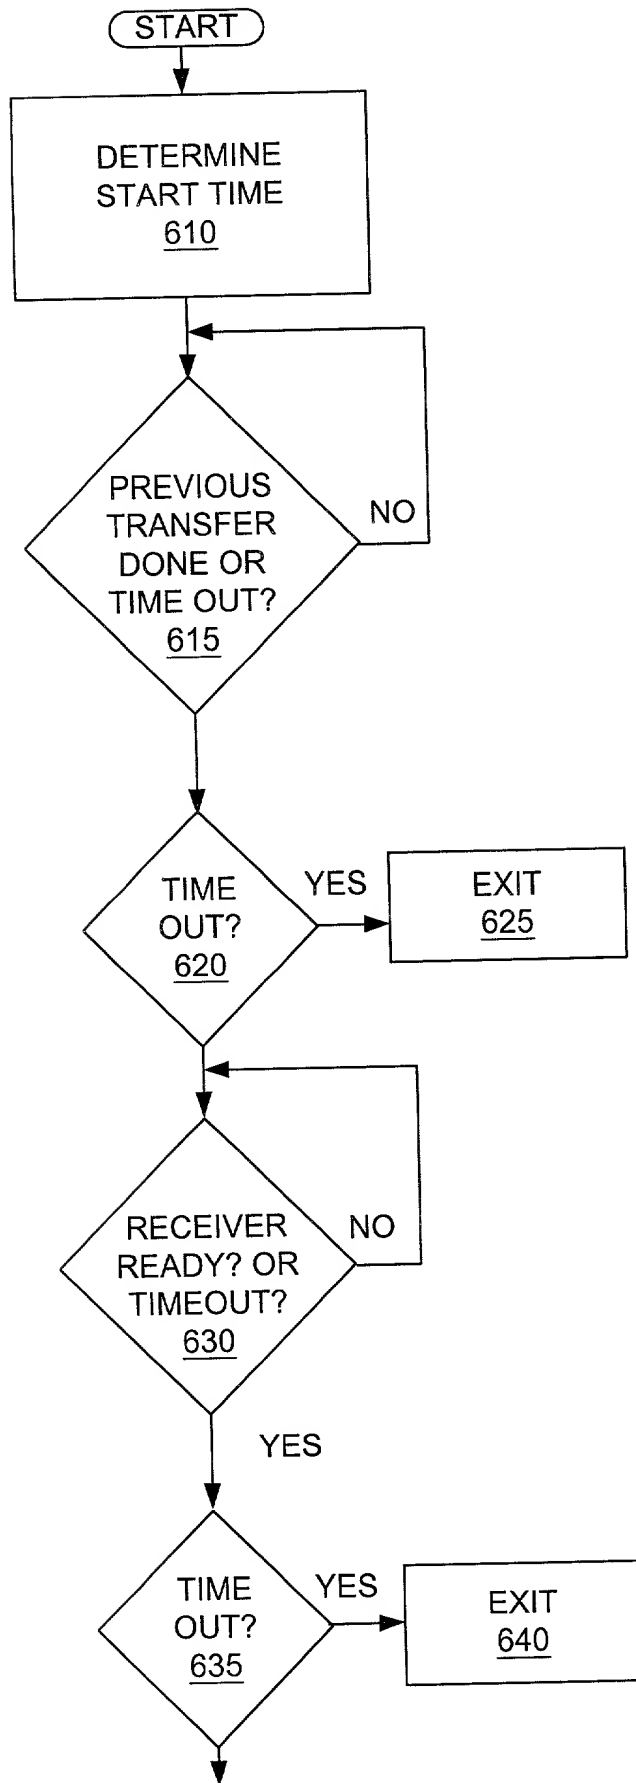 START
DETERMINE
START TIME
610
PREVIOUS
TRANSFER
DONE OR
TIME OUT?
615
NO
TIME
OUT?
620
YES
EXIT
625
RECEIVER
READY? OR
TIMEOUT?
630
NO
YES
TIME
OUT?
635
YES
EXIT
640